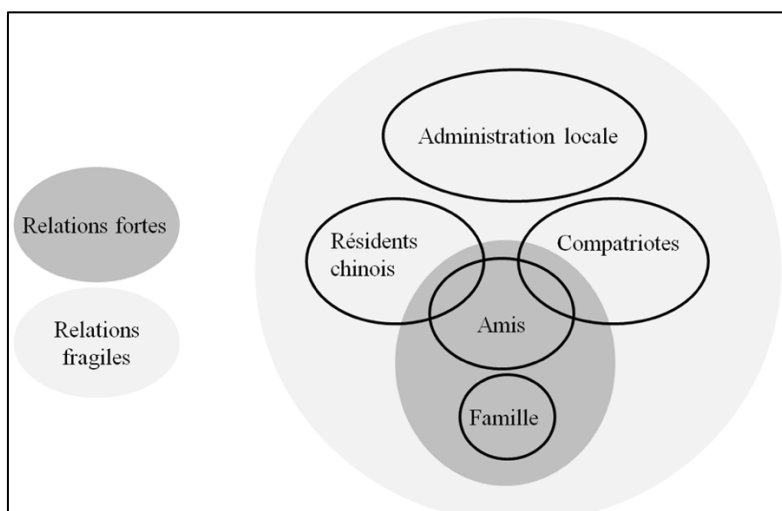 Administration locale
Relations fortes
Résidents
chinois
Compatriotes
Relations
fragiles
Amis
Famille